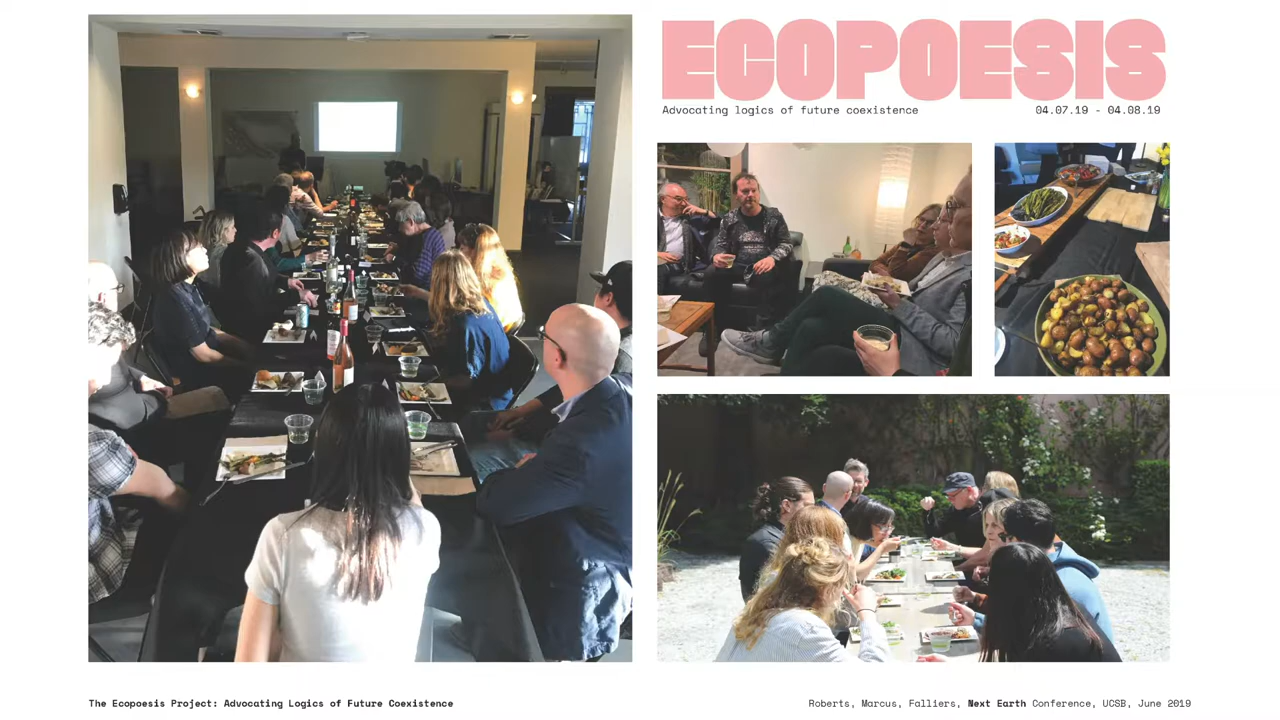 ECOPOESIS
Advocating logics of future coexistence
04.07.19 - 04.08.19
The Ecopoesis Project: Advocating Logics of Future Coexistence
Roberts, Marcus, Falliers, Next Earth Conference, UCSB, June 2019